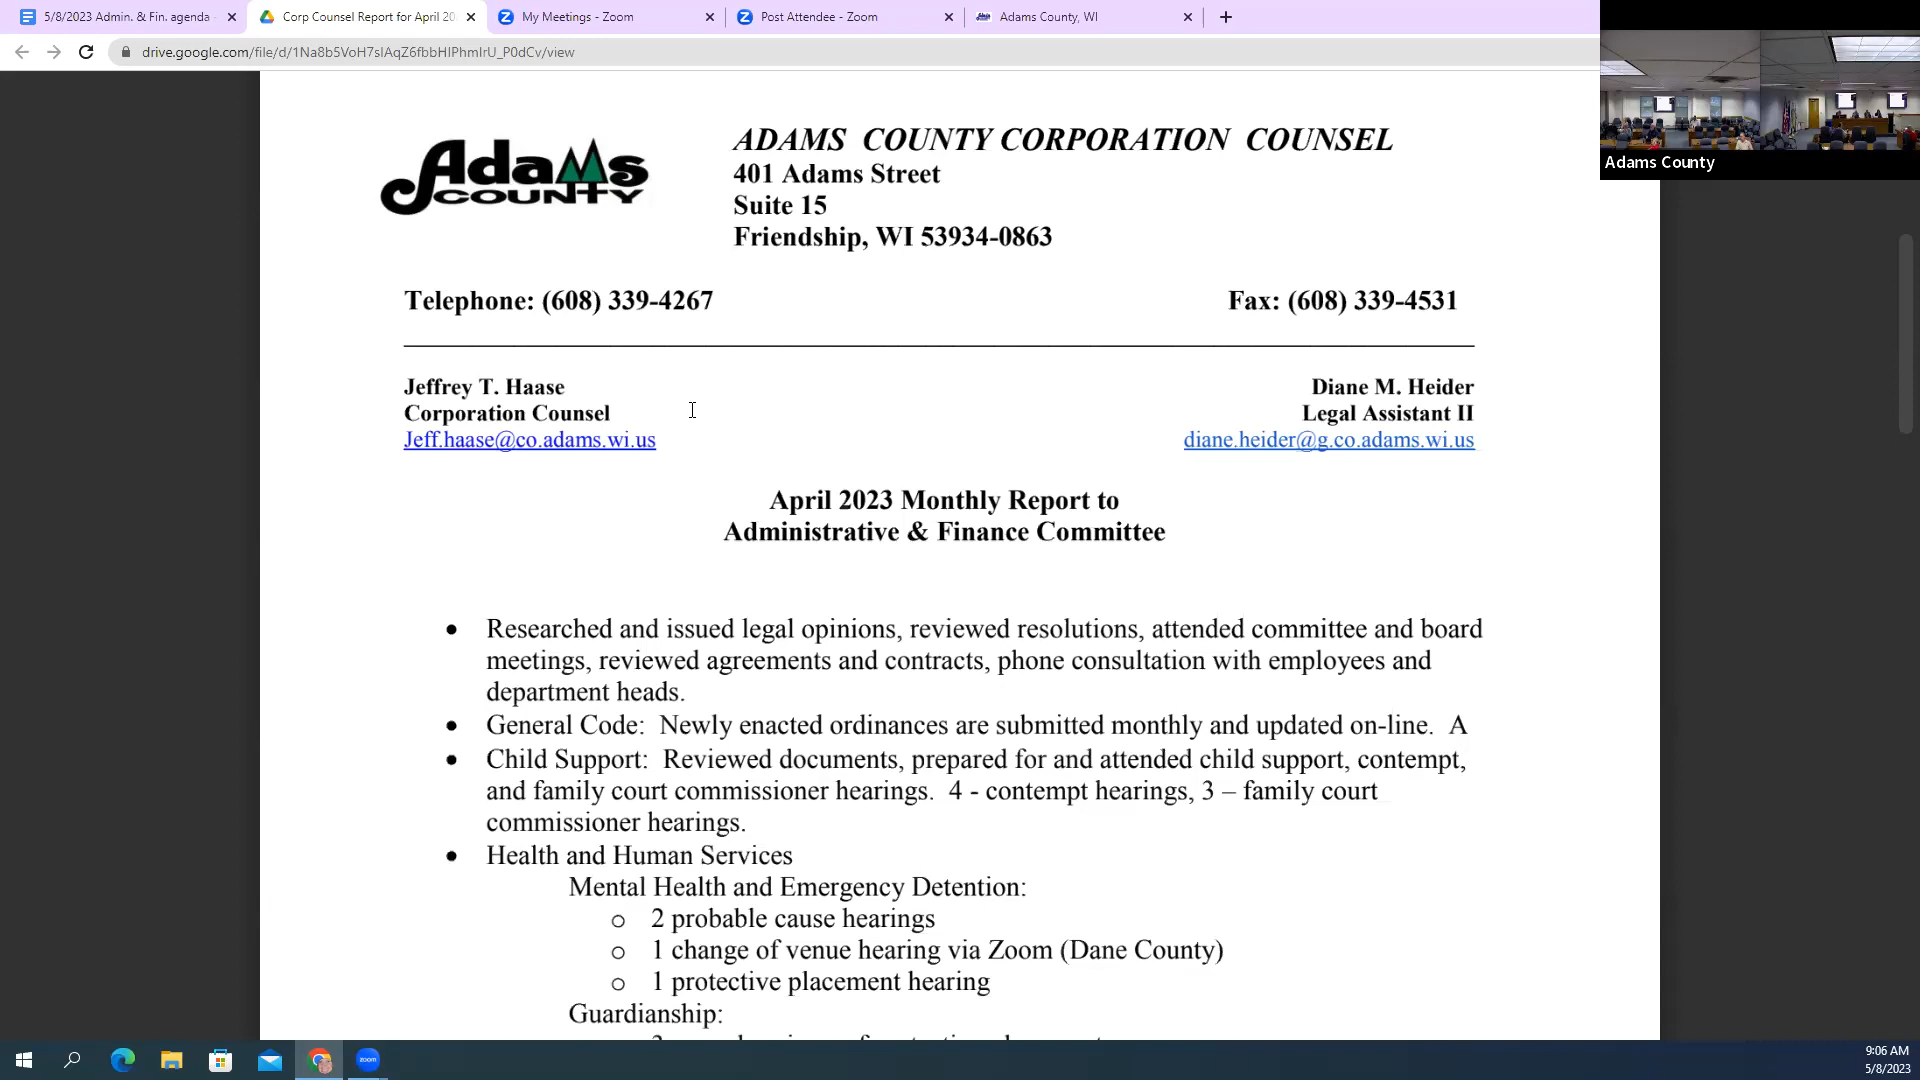 5/8/2023 Admin. & Fin. agenda
Corp Counsel Report for April 20
My Meetings - Zoom
Post Attendee - Zoom
Adams County, WI
drive.google.com/file/d/1Na8b5VoH7sIAqZ6fbbHIPhmIrU_P0dCv/view
Adams County
Adams
COUNTY
ADAMS COUNTY CORPORATION COUNSEL
401 Adams Street
Suite 15
Friendship, WI 53934-0863
Telephone: (608) 339-4267 Fax: (608) 339-4531
Jeffrey T. Haase Diane M. Heider
Corporation Counsel Legal Assistant II
Jeff.haase@co.adams.wi.us diane.heider@g.co.adams.wi.us
April 2023 Monthly Report to
Administrative & Finance Committee
• Researched and issued legal opinions, reviewed resolutions, attended committee and board
meetings, reviewed agreements and contracts, phone consultation with employees and
department heads.
• General Code: Newly enacted ordinances are submitted monthly and updated on-line. A
• Child Support: Reviewed documents, prepared for and attended child support, contempt,
and family court commissioner hearings. 4 - contempt hearings, 3 – family court
commissioner hearings.
• Health and Human Services
Mental Health and Emergency Detention:
o 2 probable cause hearings
o 1 change of venue hearing via Zoom (Dane County)
o 1 protective placement hearing
Guardianship:
zoom
9:06 AM
5/8/2023